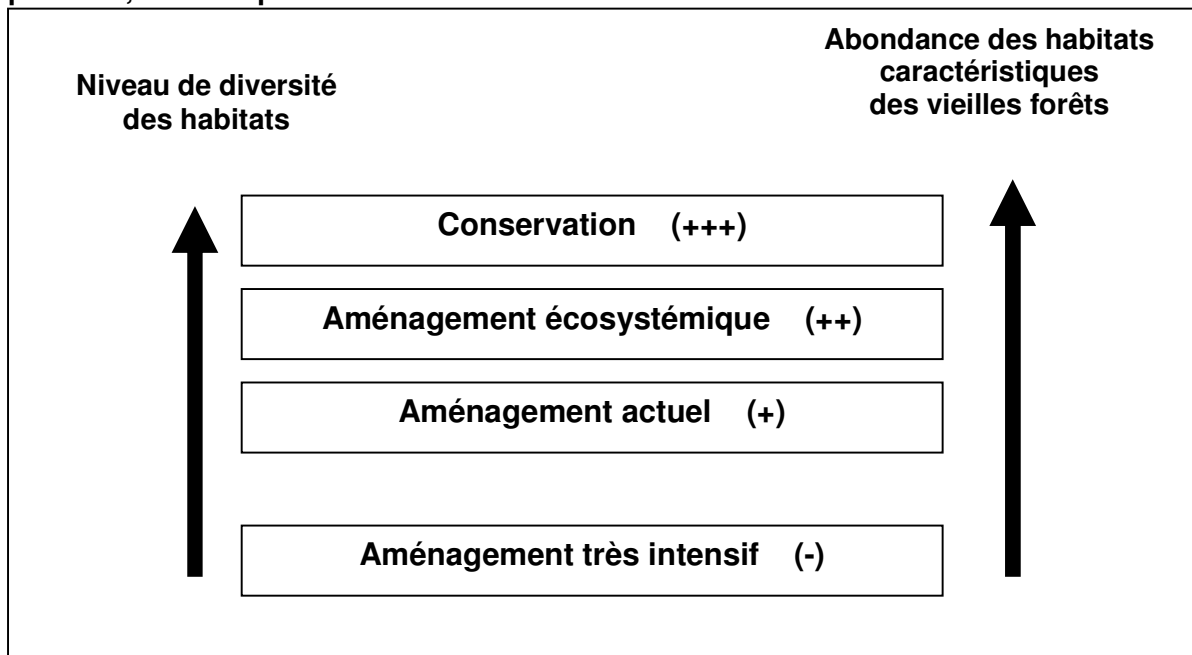 Niveau de diversité
des habitats
Abondance des habitats
caractéristiques
des vieilles forêts
Conservation (+++)
Aménagement écosystémique (++)
Aménagement actuel (+)
Aménagement très intensif (-)